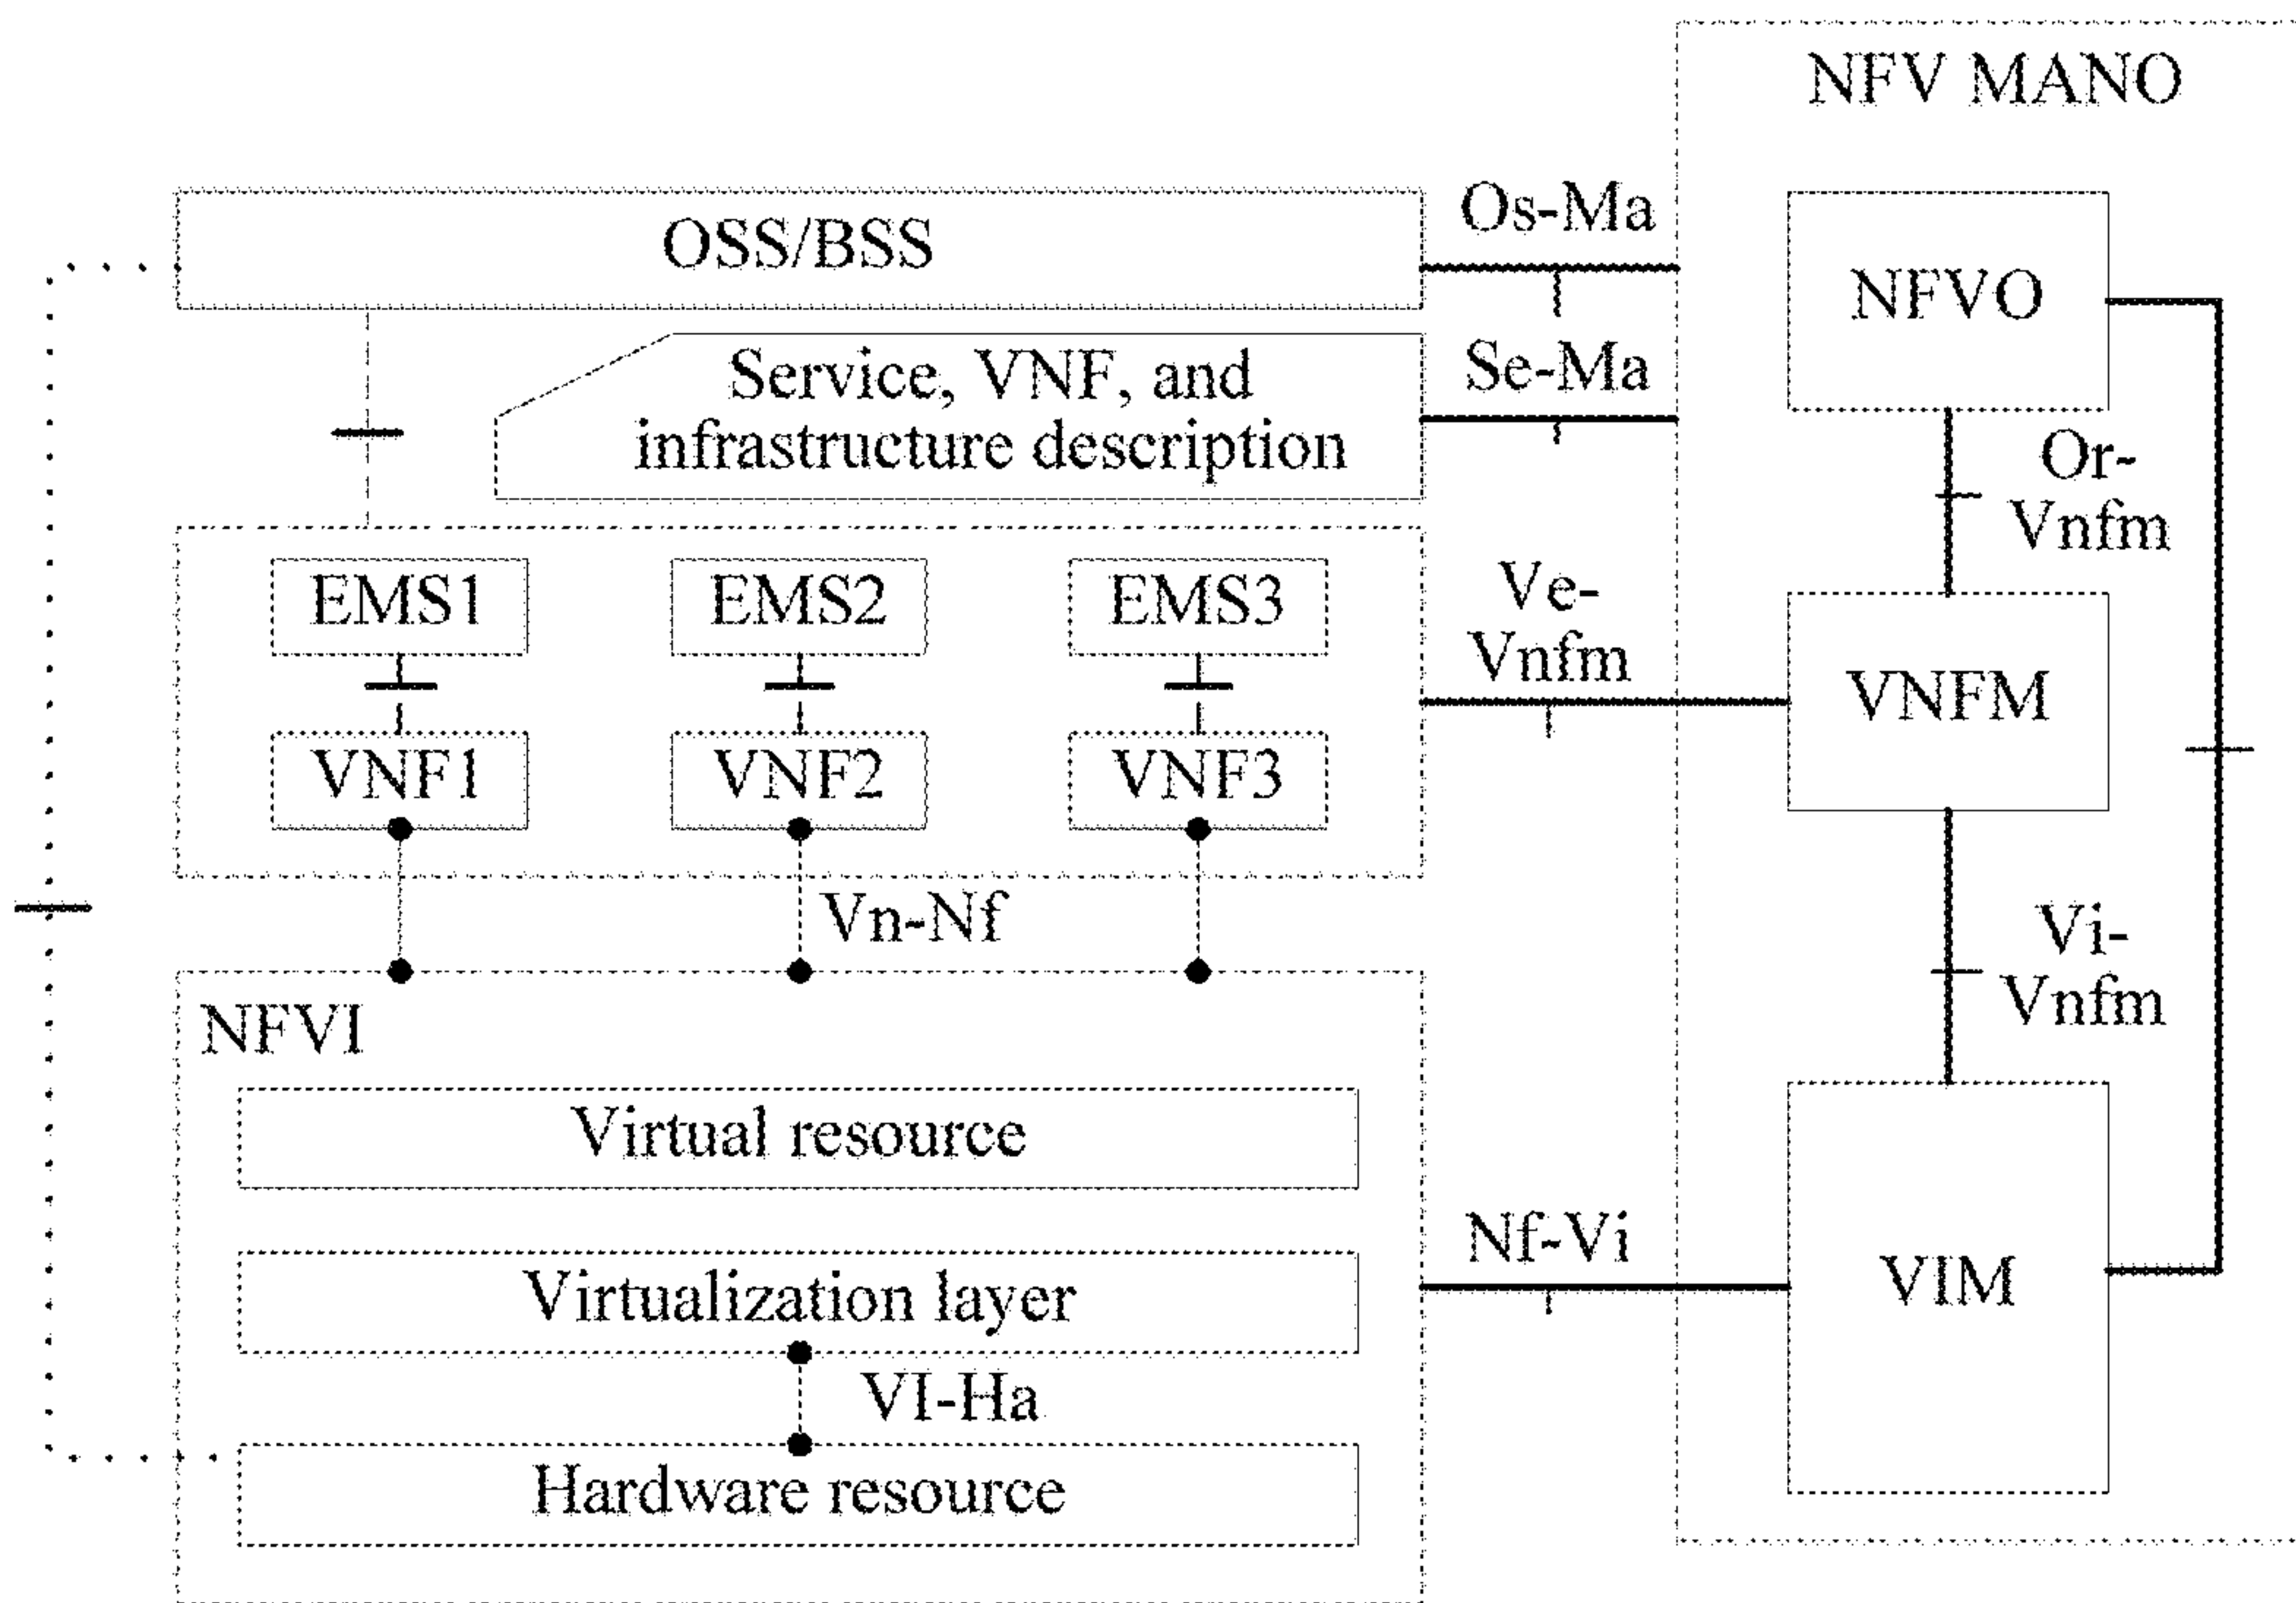 NFV MANO
OSS/BSS
Os-Ma
NFVO
Service, VNF, and
infrastructure description
Se-Ma
Or-
Vnfm
EMS1
EMS2
EMS3
Ve-
Vnfm
VNFM
VNF1
VNF2
VNF3
Vn-Nf
Vi-
Vnfm
NFVI
Virtual resource
Nf-Vi
VIM
Virtualization layer
VI-Ha
Hardware resource